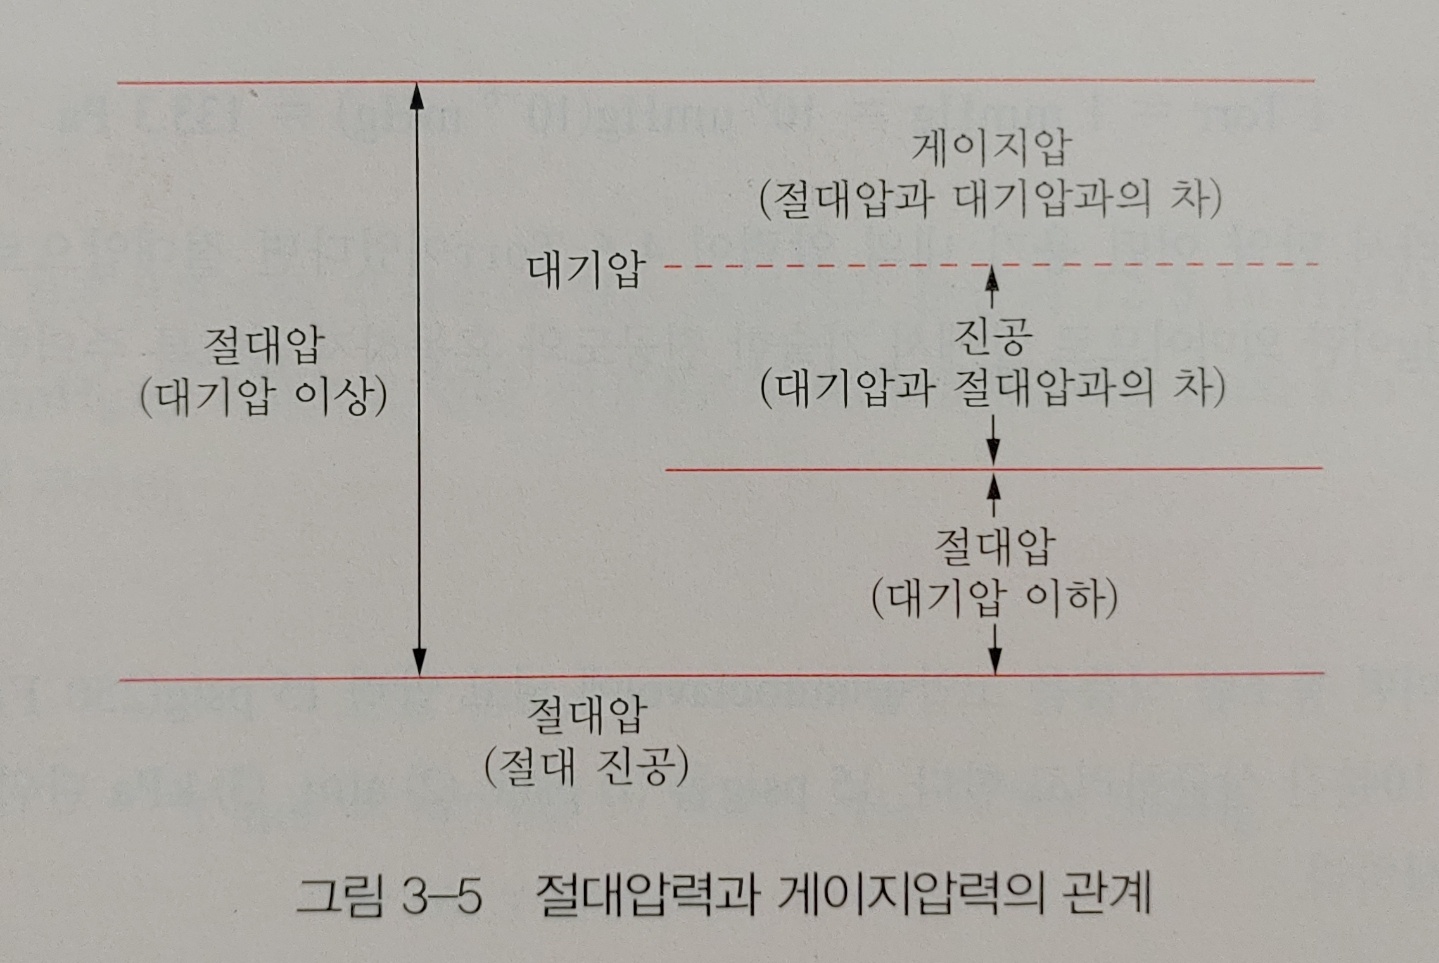 게이지압
(절대압과 대기압과의 차)
대기압
진공
(대기압과 절대압과의 차)
절대압
(대기압 이상)
절대압
(대기압 이하)
절대압
(절대 진공)
그림 3–5 절대압력과 게이지압력의 관계